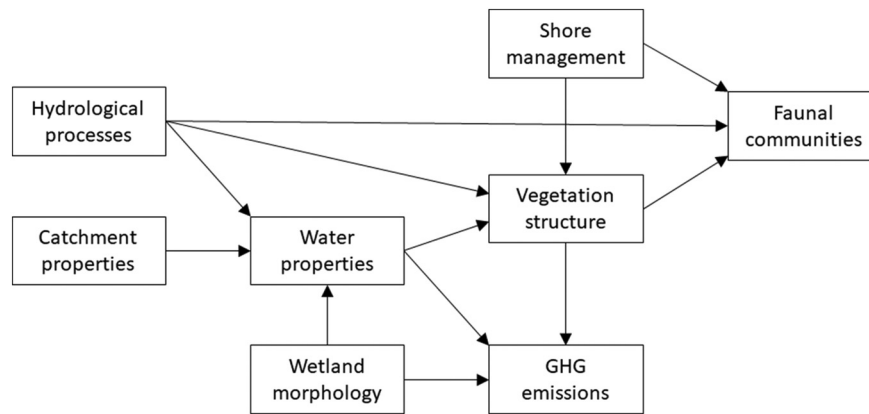 Shore
management
Hydrological
processes
Faunal
communities
Vegetation
structure
Catchment
properties
Water
properties
Wetland
morphology
GHG
emissions